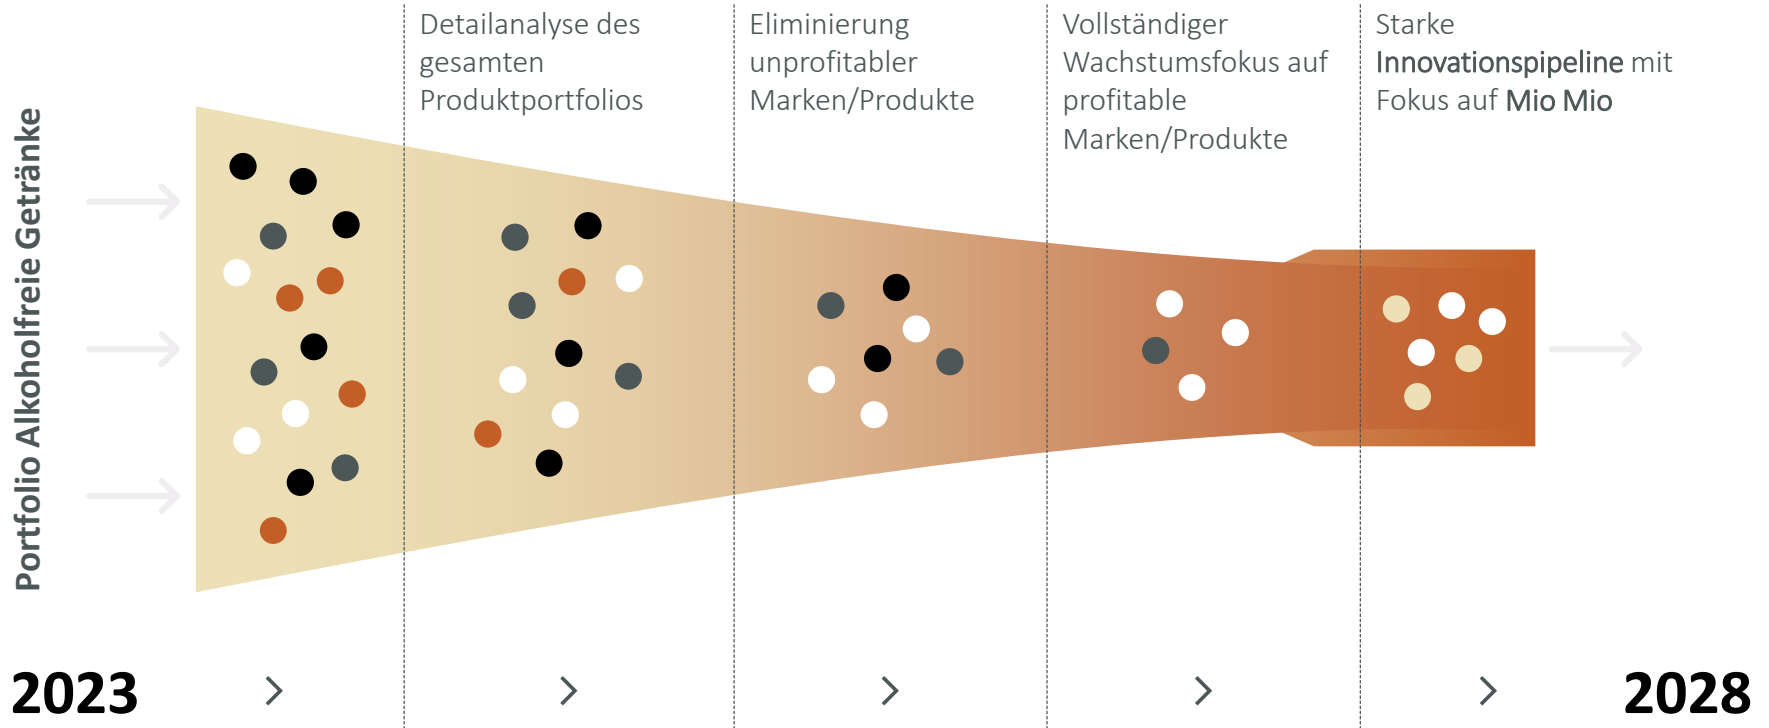 Portfolio Alkoholfreie Getränke
Detailanalyse des
gesamten
Produktportfolios
Eliminierung
unprofitabler
Marken/Produkte
Vollständiger
Wachstumsfokus auf
profitable
Marken/Produkte
Starke
Innovationspipeline mit
Fokus auf Mio Mio
2023
2028